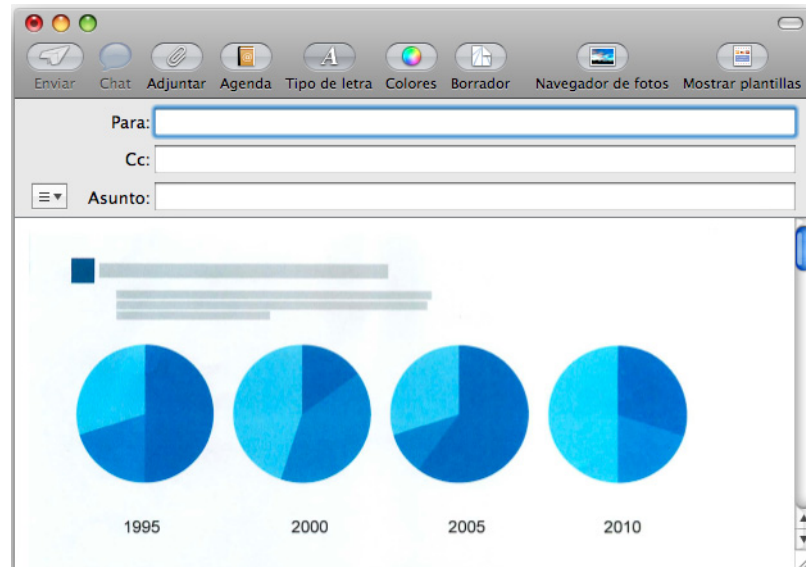 Enviar Chat Adjuntar Agenda Tipo de letra Colores Borrador Navegador de fotos Mostrar plantillas
Para:
Cc:
Asunto:
1995 2000 2005 2010